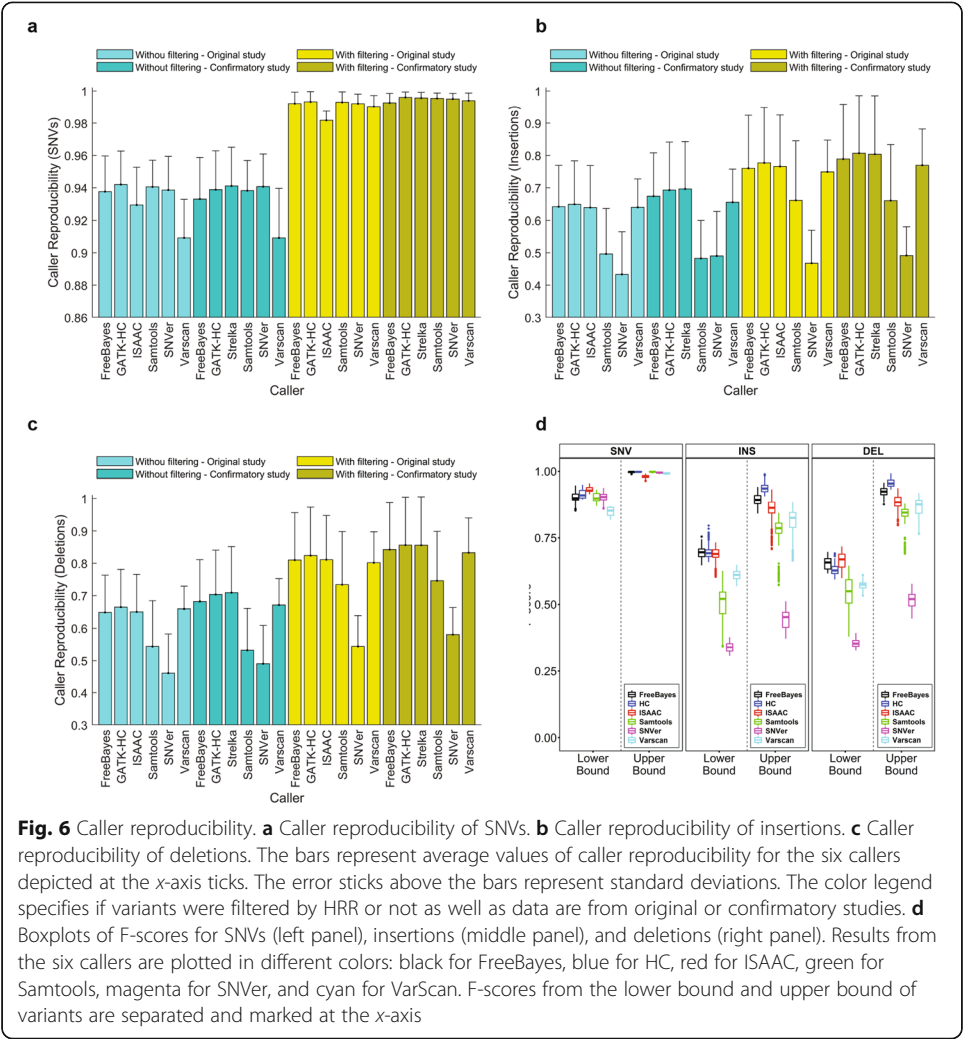 a
Withou filtering - Original study
With filtering - Original study
Without filtering - Confirmatory study
With filtering - Confirmatory study
Caller Reproducibility (SNVs)
1
0.98
0.96
0.94
0.92
0.9
0.88
0.86
FreeBayes GATK-HC ISAAC Samtools SNVer Varscan FreeBayes GATK-HC Strelka Samtools SNVer Varscan FreeBayes GATK-HC ISAAC Samtools SNVer Varscan FreeBayes GATK-HC Strelka Samtools SNVer Varscan
Caller
b
Withou filtering - Original study
With filtering - Original study
Without filtering - Confirmatory study
With filtering - Confirmatory study
Caller Reproducibility (Insertions)
1
0.9
0.8
0.7
0.6
0.5
0.4
0.3
FreeBayes GATK-HC ISAAC Samtools SNVer Varscan FreeBayes GATK-HC Strelka Samtools SNVer Varscan FreeBayes GATK-HC ISAAC Samtools SNVer Varscan FreeBayes GATK-HC Strelka Samtools SNVer Varscan
Caller
c
Withou filtering - Original study
With filtering - Original study
Without filtering - Confirmatory study
With filtering - Confirmatory study
Caller Reproducibility (Deletions)
1
0.9
0.8
0.7
0.6
0.5
0.4
0.3
FreeBayes GATK-HC ISAAC Samtools SNVer Varscan FreeBayes GATK-HC Strelka Samtools SNVer Varscan FreeBayes GATK-HC ISAAC Samtools SNVer Varscan FreeBayes GATK-HC Strelka Samtools SNVer Varscan
Caller
d
SNV
INS
DEL
1.00
0.75
0.50
0.25
0.00
FreeBayes
HC
ISAAC
Samtools
SNVer
Varscan
FreeBayes
HC
ISAAC
Samtools
SNVer
Varscan
FreeBayes
HC
ISAAC
Samtools
SNVer
Varscan
Lower Upper Lower Upper Lower Upper
Bound Bound Bound Bound Bound Bound
Fig. 6 Caller reproducibility. a Caller reproducibility of SNVs. b Caller reproducibility of insertions. c Caller
reproducibility of deletions. The bars represent average values of caller reproducibility for the six callers
depicted at the x-axis ticks. The error sticks above the bars represent standard deviations. The color legend
specifies if variants were filtered by HRR or not as well as data are from original or confirmatory studies. d
Boxplots of F-scores for SNVs (left panel), insertions (middle panel), and deletions (right panel). Results from
the six callers are plotted in different colors: black for FreeBayes, blue for HC, red for ISAAC, green for
Samtools, magenta for SNVer, and cyan for VarScan. F-scores from the lower bound and upper bound of
variants are separated and marked at the x-axis